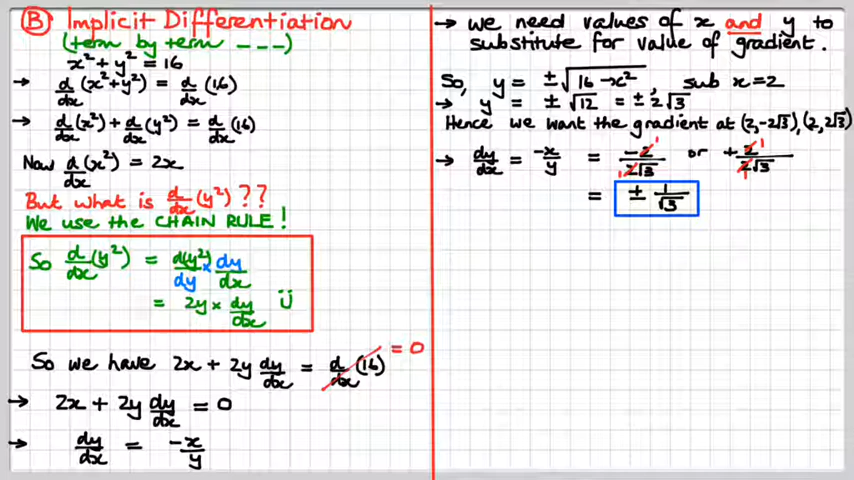 Ⓑ Implicit Differentiation
(term by term ---)
x² + y² = 16
→ d/dx (x² + y²) = d/dx (16)
→ d/dx (x²) + d/dx (y²) = d/dx (16)
Now d/dx (x²) = 2x
But what is d/dx (y²) ??
We use the CHAIN RULE !
So d/dx (y²) = d(y²)/dy × dy/dx
= 2y × dy/dx Ü
So we have 2x + 2y dy/dx = d/dx (16) = 0
→ 2x + 2y dy/dx = 0
→ dy/dx = -x/y
→ we need values of x and y to
substitute for value of gradient.
So, y = ± √(16 - x²), sub x=2
→ y = ± √12 = ± 2√3
Hence we want the gradient at (2,-2√3), (2, 2√3)
→ dy/dx = -x/y = -2/2√3 or +2/2√3
= ± 1/√3